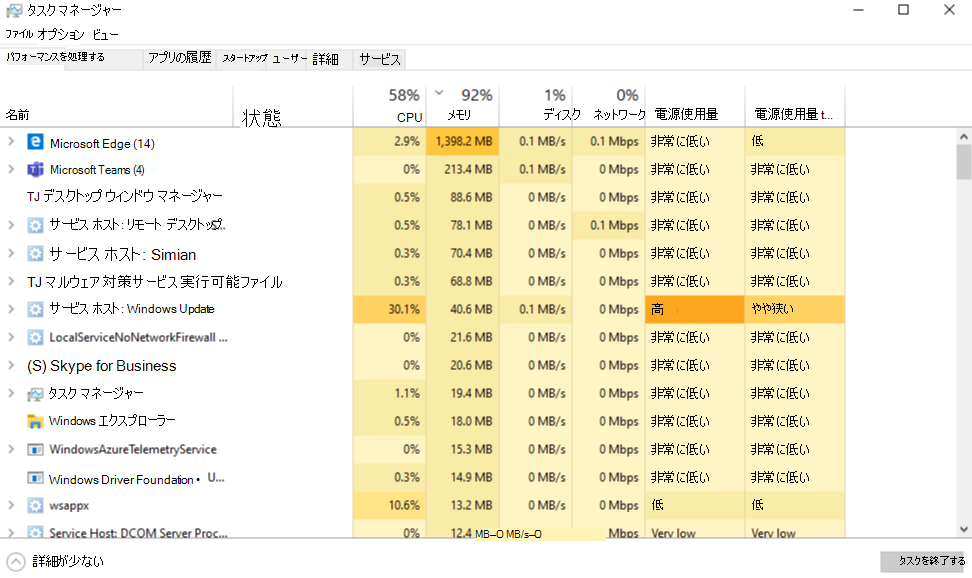 タスク マネージャー
ファイル オプション ビュー
パフォーマンスを処理する アプリの履歴 スタートアップ ユーザー 詳細 サービス
58% 92% 1% 0%
名前 状態 CPU メモリ ディスク ネットワーク 電源使用量 電源使用量 t...
Microsoft Edge (14) 2.9% 1,398.2 MB 0.1 MB/s 0.1 Mbps 非常に低い 低
Microsoft Teams (4) 0% 213.4 MB 0.1 MB/s 0 Mbps 非常に低い 非常に低い
TJ デスクトップ ウィンドウ マネージャー 0.5% 88.6 MB 0 MB/s 0 Mbps 非常に低い 非常に低い
サービス ホスト: リモート デスクトップ... 0.5% 78.1 MB 0 MB/s 0.1 Mbps 非常に低い 非常に低い
サービス ホスト: Simian 0.3% 70.4 MB 0 MB/s 0 Mbps 非常に低い 非常に低い
TJ マルウェア対策サービス実行可能ファイル 0.3% 68.8 MB 0 MB/s 0 Mbps 非常に低い 非常に低い
サービス ホスト: Windows Update 30.1% 40.6 MB 0.1 MB/s 0 Mbps 高 やや狭い
LocalServiceNoNetworkFirewall ... 0% 21.6 MB 0 MB/s 0 Mbps 非常に低い 非常に低い
(S) Skype for Business 0% 20.6 MB 0 MB/s 0 Mbps 非常に低い 非常に低い
タスク マネージャー 1.1% 19.4 MB 0 MB/s 0 Mbps 非常に低い 非常に低い
Windows エクスプローラー 0.5% 18.0 MB 0 MB/s 0 Mbps 非常に低い 非常に低い
WindowsAzureTelemetryService 0% 15.3 MB 0 MB/s 0 Mbps 非常に低い 非常に低い
Windows Driver Foundation • U... 0.3% 14.9 MB 0 MB/s 0 Mbps 非常に低い 非常に低い
wsappx 10.6% 13.2 MB 0 MB/s 0 Mbps 低 低
Service Host: DCOM Server Proc... 0% 12.4 MB–O MB/s–O Mbps Very low Very low
詳細が少ない タスクを終了する